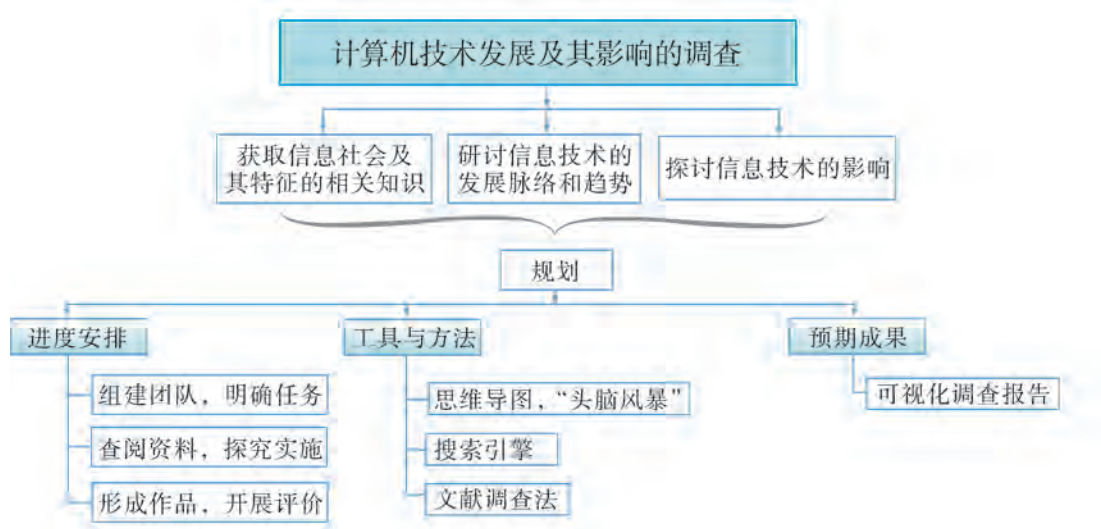 计算机技术发展及其影响的调查
获取信息社会及
其特征的相关知识
研讨信息技术的
发展脉络和趋势
探讨信息技术的影响
规划
进度安排
组建团队，明确任务
查阅资料，探究实施
形成作品，开展评价
工具与方法
思维导图，“头脑风暴”
搜索引擎
文献调查法
预期成果
可视化调查报告